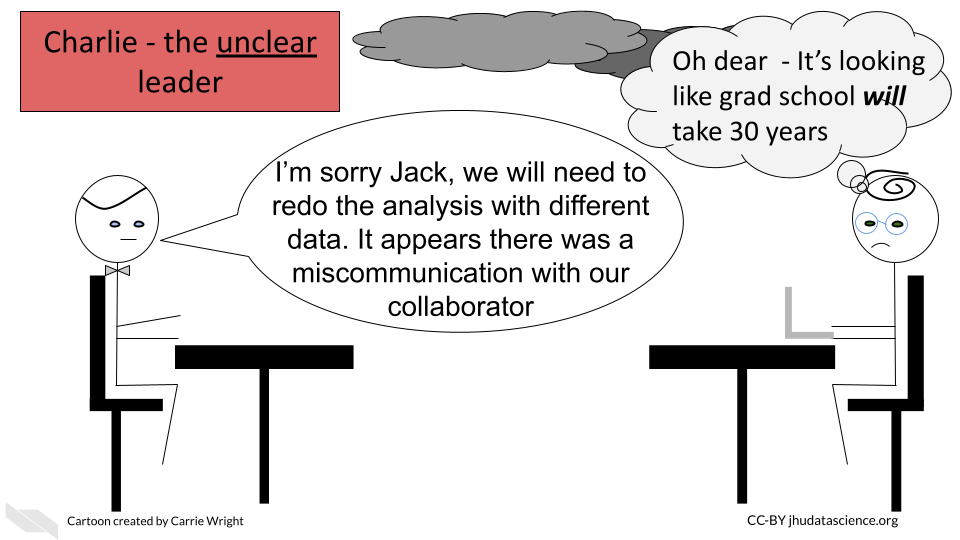 Charlie - the unclear
leader
Oh dear  - It’s looking
like grad school will
take 30 years
I’m sorry Jack, we will need to
redo the analysis with different
data. It appears there was a
miscommunication with our
collaborator
Cartoon created by Carrie Wright
CC-BY jhudatascience.org